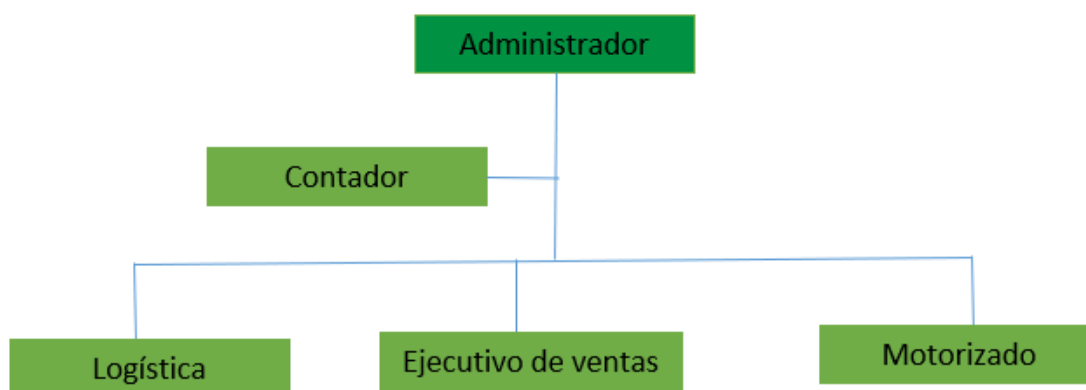 Administrador
Contador
Logística
Ejecutivo de ventas
Motorizado